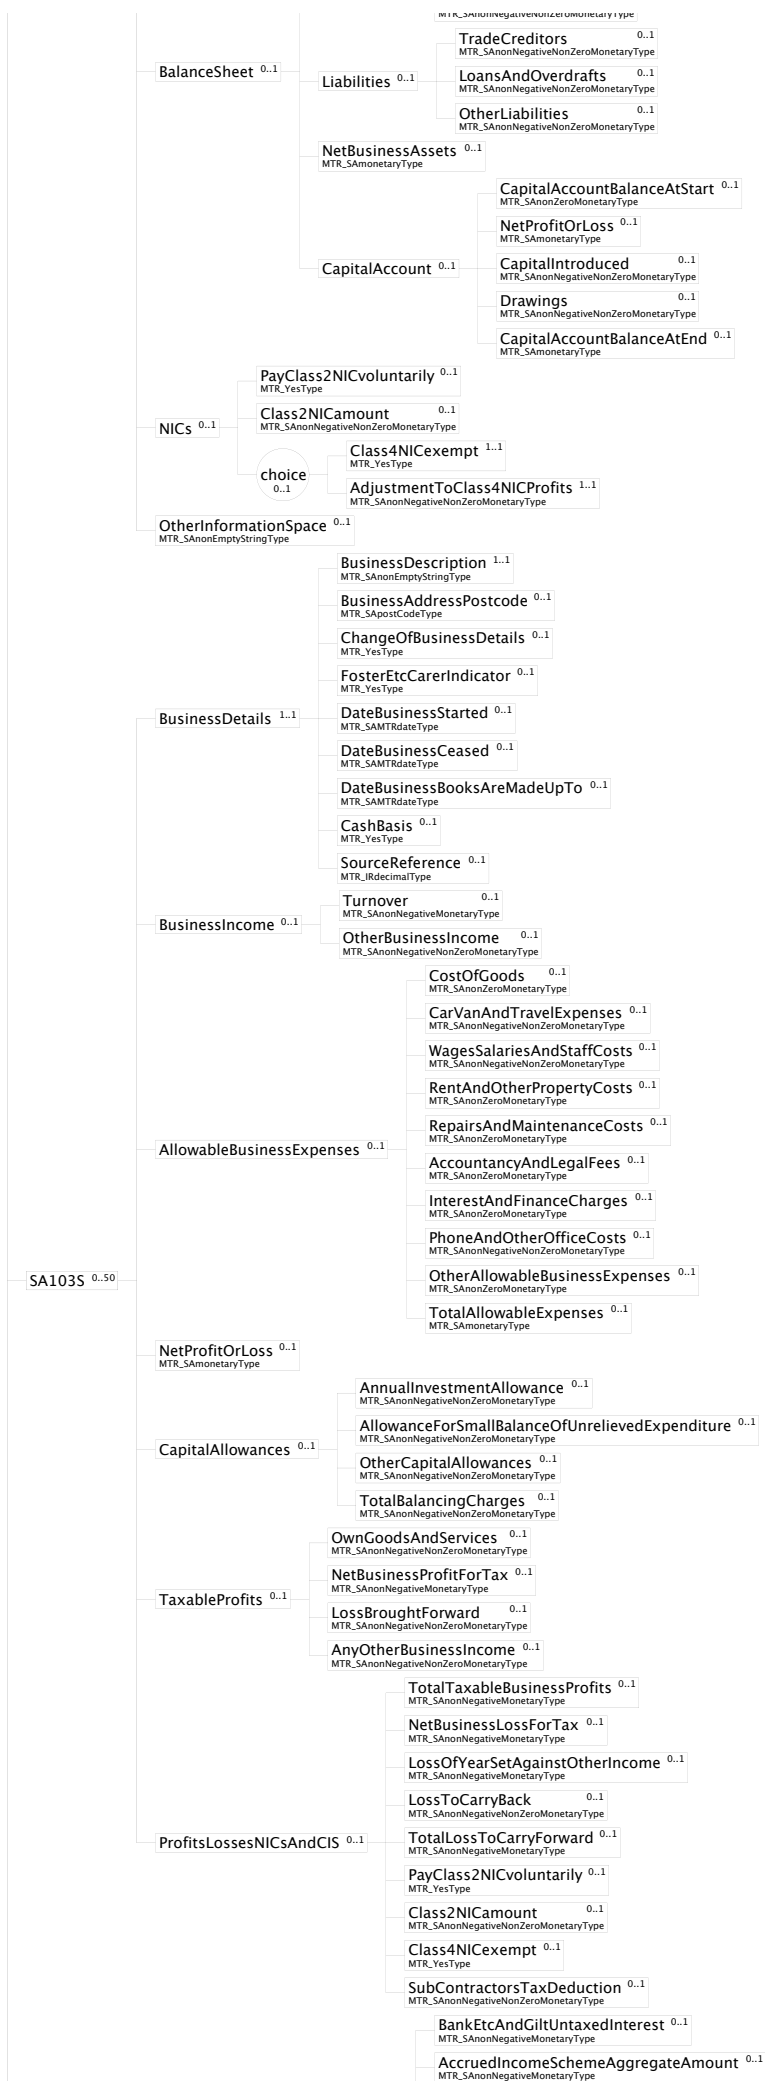 MTR_SAnonNegativeNonZeroMonetaryType
TradeCreditors 0..1
MTR_SAnonNegativeNonZeroMonetaryType
BalanceSheet 0..1
Liabilities 0..1
LoansAndOverdrafts 0..1
MTR_SAnonNegativeNonZeroMonetaryType
OtherLiabilities 0..1
MTR_SAnonNegativeNonZeroMonetaryType
NetBusinessAssets 0..1
MTR_SAmonetaryType
CapitalAccountBalanceAtStart 0..1
MTR_SAnonZeroMonetaryType
NetProfitOrLoss 0..1
MTR_SAmonetaryType
CapitalAccount 0..1
CapitalIntroduced 0..1
MTR_SAnonNegativeNonZeroMonetaryType
Drawings 0..1
MTR_SAnonNegativeNonZeroMonetaryType
CapitalAccountBalanceAtEnd 0..1
MTR_SAmonetaryType
PayClass2NICvoluntarily 0..1
MTR_YesType
NICs 0..1
Class2NICamount 0..1
MTR_SAnonNegativeNonZeroMonetaryType
choice
0..1
Class4NICexempt 1..1
MTR_YesType
AdjustmentToClass4NICProfits 1..1
MTR_SAnonNegativeNonZeroMonetaryType
OtherInformationSpace 0..1
MTR_SAnonEmptyStringType
BusinessDescription 1..1
MTR_SAnonEmptyStringType
BusinessAddressPostcode 0..1
MTR_SApostCodeType
ChangeOfBusinessDetails 0..1
MTR_YesType
FosterEtcCarerIndicator 0..1
MTR_YesType
BusinessDetails 1..1
DateBusinessStarted 0..1
MTR_SAMTRdateType
DateBusinessCeased 0..1
MTR_SAMTRdateType
DateBusinessBooksAreMadeUpTo 0..1
MTR_SAMTRdateType
CashBasis 0..1
MTR_YesType
SourceReference 0..1
MTR_IRdecimalType
BusinessIncome 0..1
Turnover 0..1
MTR_SAnonNegativeMonetaryType
OtherBusinessIncome 0..1
MTR_SAnonNegativeNonZeroMonetaryType
CostOfGoods 0..1
MTR_SAnonZeroMonetaryType
CarVanAndTravelExpenses 0..1
MTR_SAnonNegativeNonZeroMonetaryType
WagesSalariesAndStaffCosts 0..1
MTR_SAnonNegativeNonZeroMonetaryType
RentAndOtherPropertyCosts 0..1
MTR_SAnonZeroMonetaryType
RepairsAndMaintenanceCosts 0..1
MTR_SAnonZeroMonetaryType
AllowableBusinessExpenses 0..1
AccountancyAndLegalFees 0..1
MTR_SAnonZeroMonetaryType
InterestAndFinanceCharges 0..1
MTR_SAnonZeroMonetaryType
PhoneAndOtherOfficeCosts 0..1
MTR_SAnonNegativeNonZeroMonetaryType
OtherAllowableBusinessExpenses 0..1
MTR_SAnonZeroMonetaryType
SA103S 0..50
TotalAllowableExpenses 0..1
MTR_SAmonetaryType
NetProfitOrLoss 0..1
MTR_SAmonetaryType
AnnualInvestmentAllowance 0..1
MTR_SAnonNegativeNonZeroMonetaryType
AllowanceForSmallBalanceOfUnrelievedExpenditure 0..1
MTR_SAnonNegativeNonZeroMonetaryType
CapitalAllowances 0..1
OtherCapitalAllowances 0..1
MTR_SAnonNegativeNonZeroMonetaryType
TotalBalancingCharges 0..1
MTR_SAnonNegativeNonZeroMonetaryType
OwnGoodsAndServices 0..1
MTR_SAnonNegativeNonZeroMonetaryType
NetBusinessProfitForTax 0..1
MTR_SAnonNegativeMonetaryType
TaxableProfits 0..1
LossBroughtForward 0..1
MTR_SAnonNegativeNonZeroMonetaryType
AnyOtherBusinessIncome 0..1
MTR_SAnonNegativeNonZeroMonetaryType
TotalTaxableBusinessProfits 0..1
MTR_SAnonNegativeMonetaryType
NetBusinessLossForTax 0..1
MTR_SAnonNegativeMonetaryType
LossOfYearSetAgainstOtherIncome 0..1
MTR_SAnonNegativeMonetaryType
LossToCarryBack 0..1
MTR_SAnonNegativeNonZeroMonetaryType
ProfitsLossesNICsAndCIS 0..1
TotalLossToCarryForward 0..1
MTR_SAnonNegativeMonetaryType
PayClass2NICvoluntarily 0..1
MTR_YesType
Class2NICamount 0..1
MTR_SAnonNegativeNonZeroMonetaryType
Class4NICexempt 0..1
MTR_YesType
SubContractorsTaxDeduction 0..1
MTR_SAnonNegativeNonZeroMonetaryType
BankEtcAndGiltUntaxedInterest 0..1
MTR_SAnonNegativeMonetaryType
AccruedIncomeSchemeAggregateAmount 0..1
MTR_SAnonNegativeMonetaryType